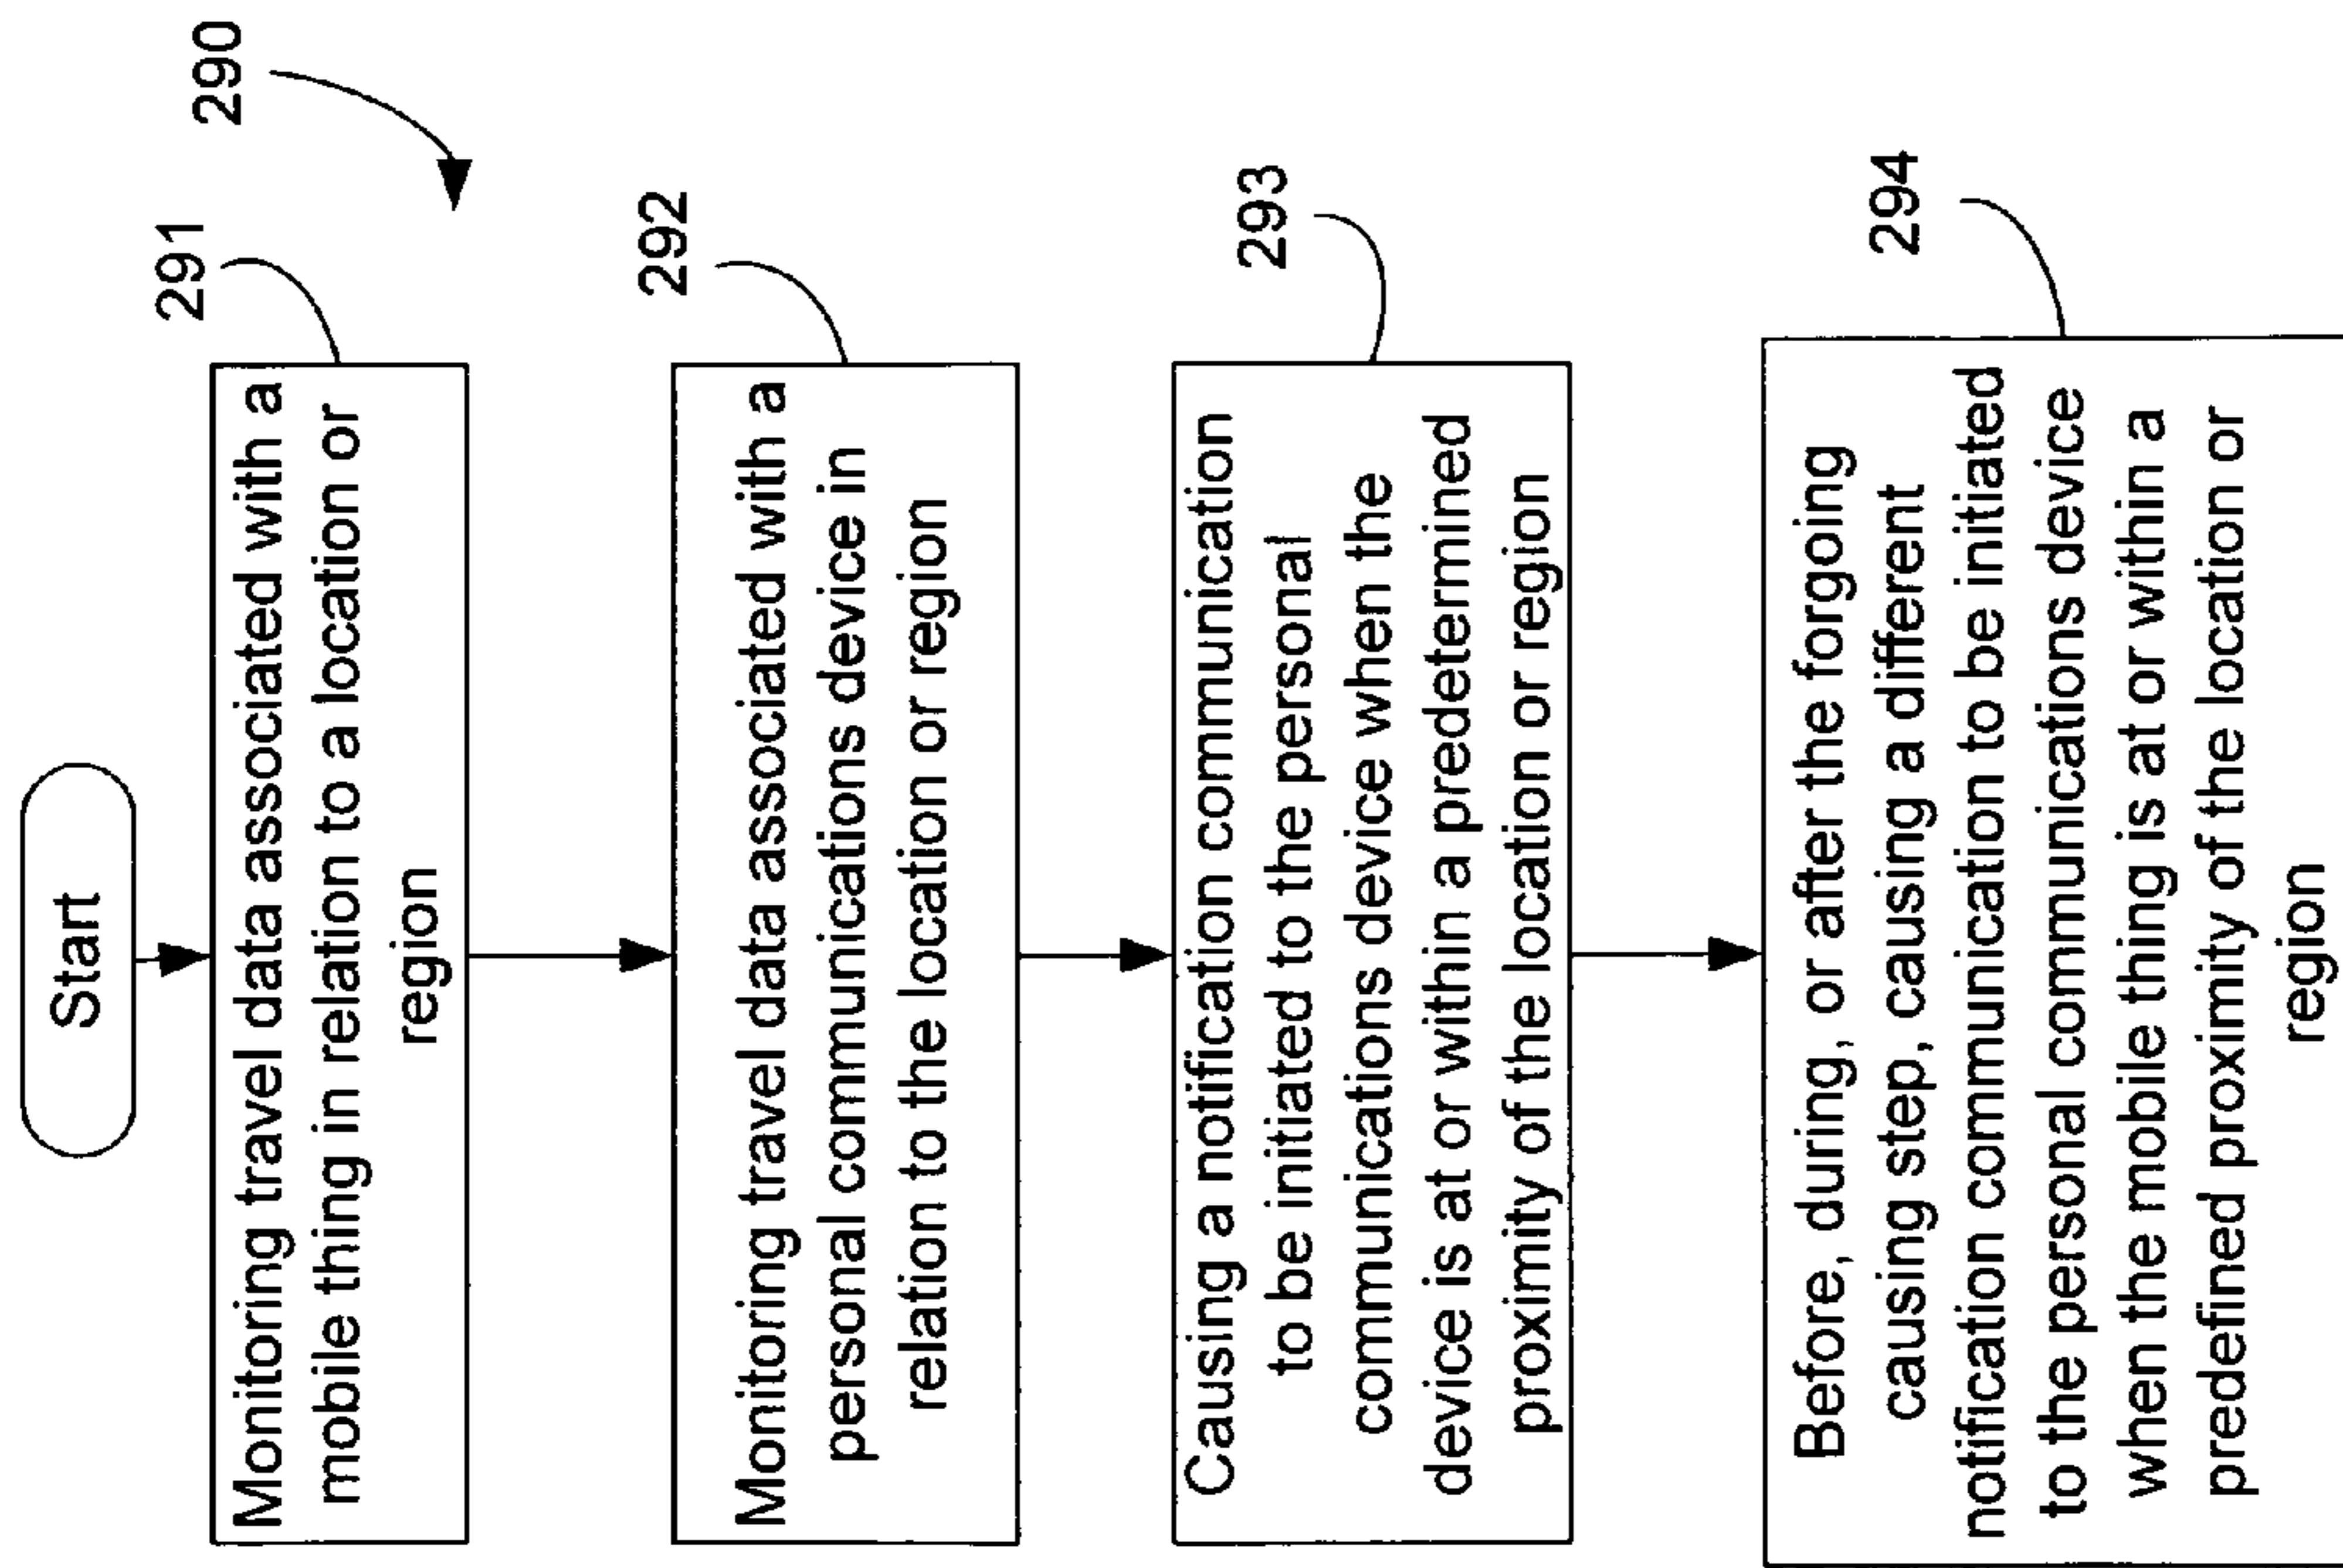 290
Start
291
Monitoring travel data associated with a
mobile thing in relation to a location or
region
292
Monitoring travel data associated with a
personal communications device in
relation to the location or region
293
Causing a notification communication
to be initiated to the personal
communications device when the
device is at or within a predetermined
proximity of the location or region
294
Before, during, or after the forgoing
causing step, causing a different
notification communication to be initiated
to the personal communications device
when the mobile thing is at or within a
predefined proximity of the location or
region